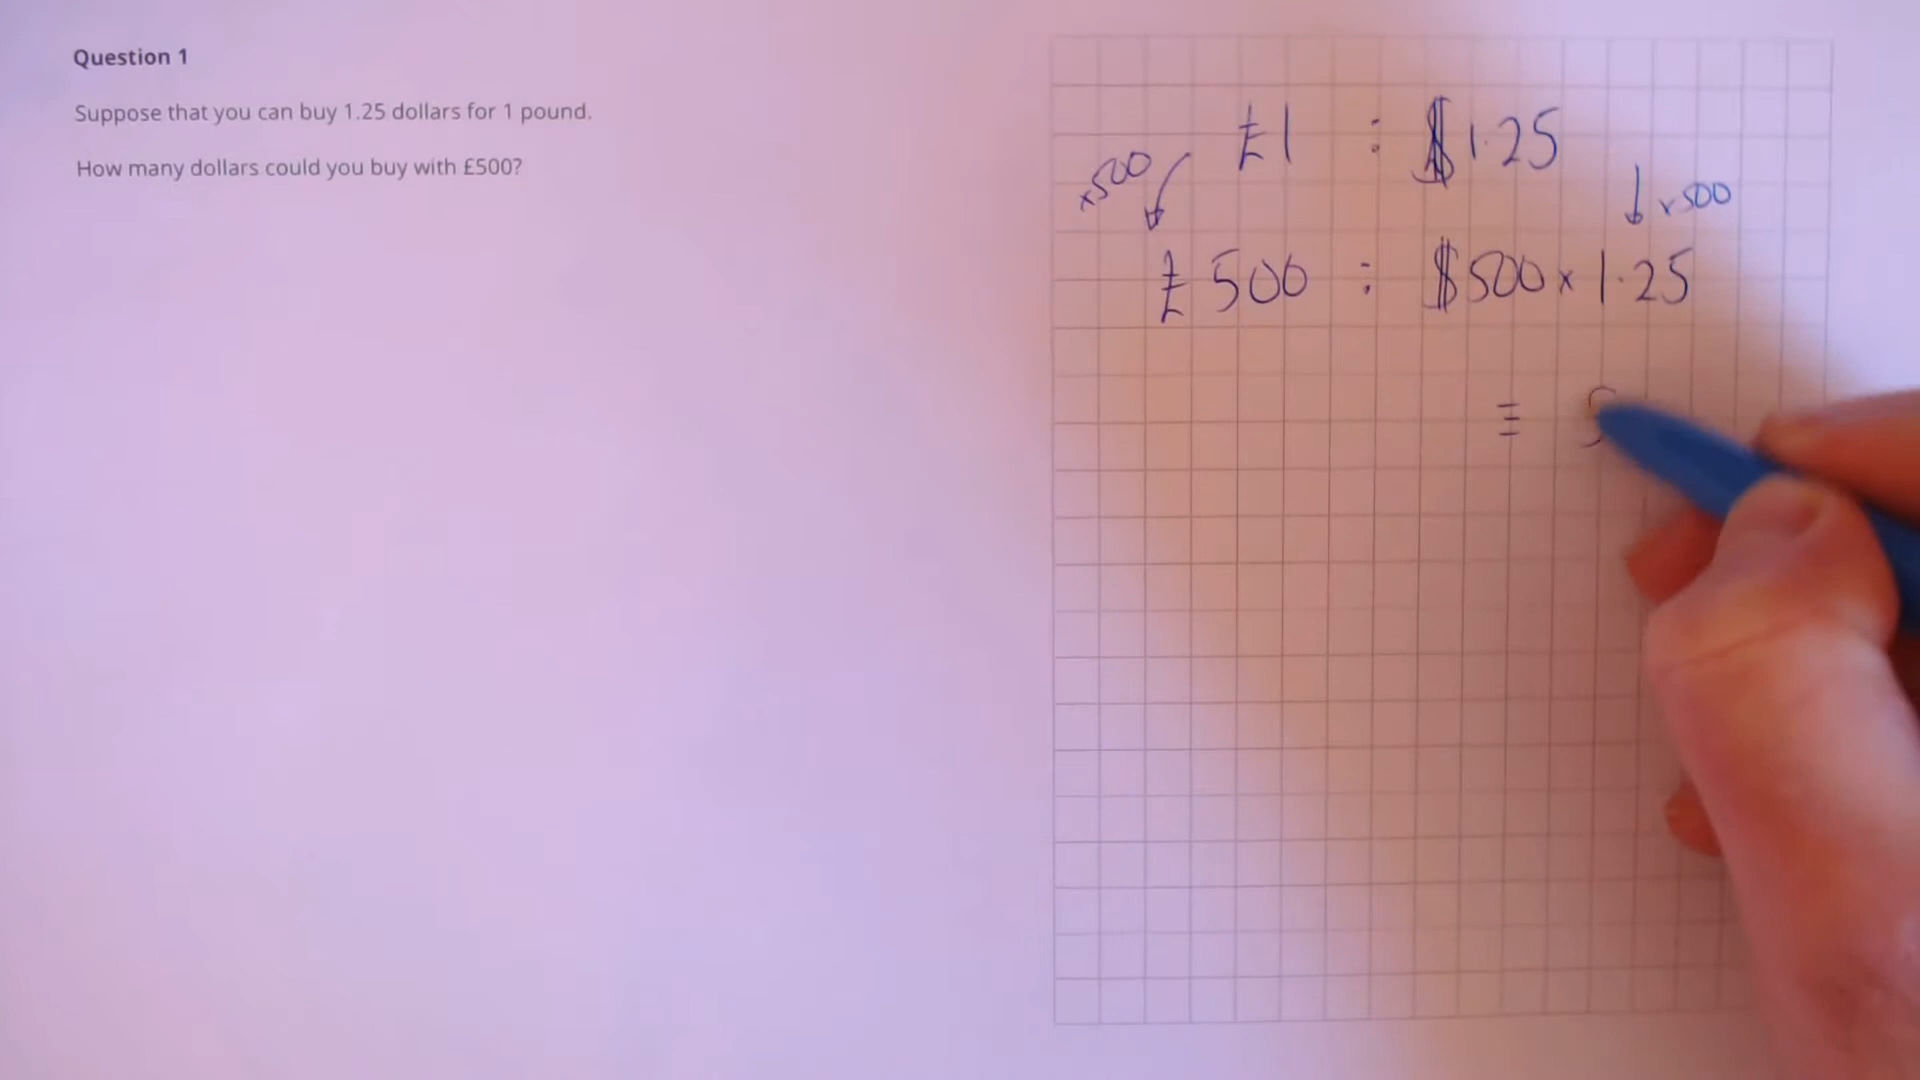 Question 1
Suppose that you can buy 1.25 dollars for 1 pound.
How many dollars could you buy with £500?
£1 : $1.25
×500
×500
£500 : $500 × 1.25
≡